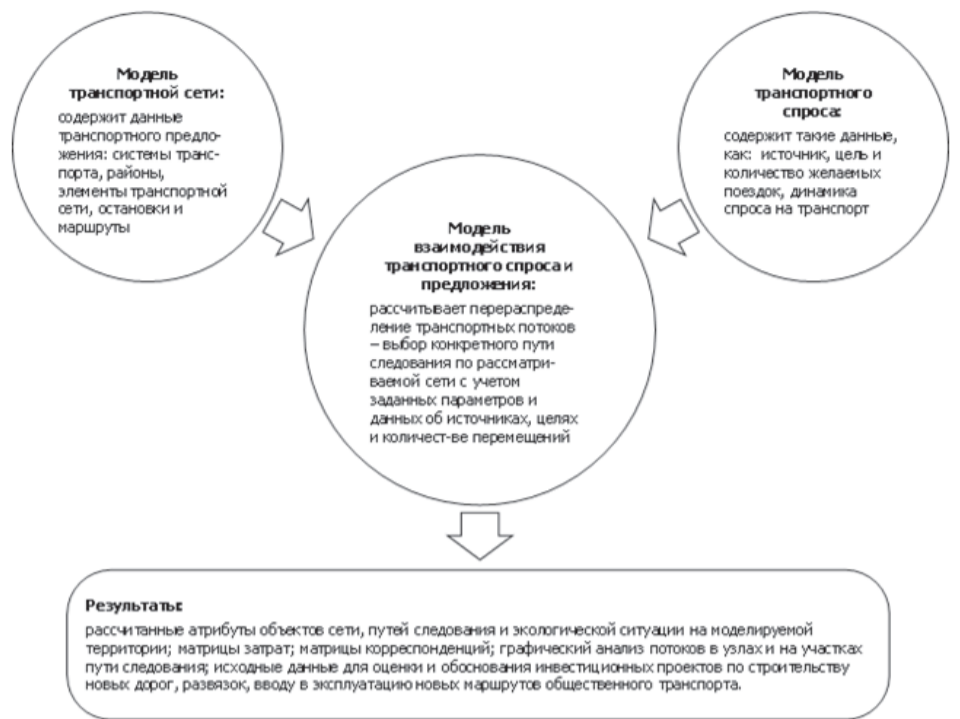 Модель
транспортной сети:
содержит данные
транспортного предло-
жения: системы транс-
порта, районы,
элементы транспортной
сети, остановки и
маршруты
Модель
транспортного
спроса:
содержит такие данные,
как: источник, цель и
количество желаемых
поездок, динамика
спроса на транспорт
Модель
взаимодействия
транспортного спроса и
предложения:
рассчитывает перераспреде-
ление транспортных потоков
– выбор конкретного пути
следования по рассматри-
ваемой сети с учетом
заданных параметров и
данных об источниках, целях
и количест-ве перемещений
Результаты:
рассчитанные атрибуты объектов сети, путей следования и экологической ситуации на моделируемой
территории; матрицы затрат; матрицы корреспонденций; графический анализ потоков в узлах и на участках
пути следования; исходные данные для оценки и обоснования инвестиционных проектов по строительству
новых дорог, развязок, вводу в эксплуатацию новых маршрутов общественного транспорта.